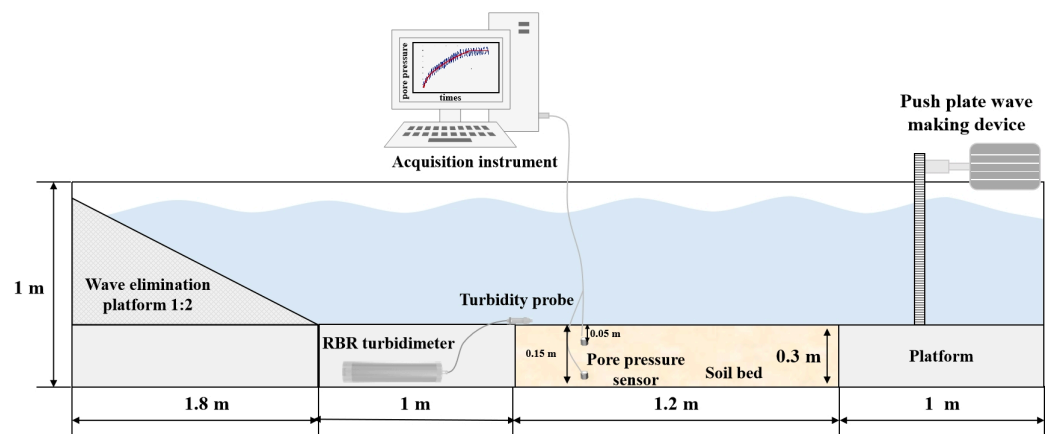 pore pressure
times
Acquisition instrument
Push plate wave
making device
1 m
Wave elimination
platform 1:2
Turbidity probe
RBR turbidimeter
0.05 m
0.15 m
Pore pressure
sensor
Soil bed
0.3 m
Platform
1.8 m
1 m
1.2 m
1 m